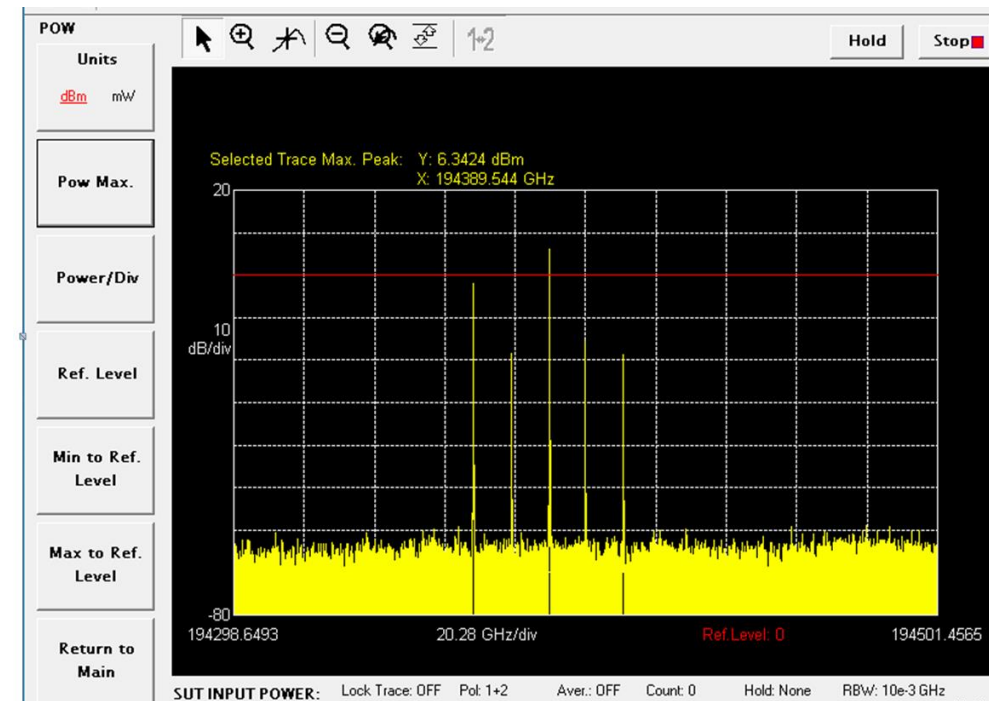 POW
Units
dBm mW
Pow Max.
Power/Div
Ref. Level
Min to Ref.
Level
Max to Ref.
Level
Return to
Main
1↔2
Hold
Stop
Selected Trace Max. Peak: Y: 6.3424 dBm
X: 194389.544 GHz
20
10
dB/div
-80
194298.6493
20.28 GHz/div
Ref.Level: 0
194501.4565
SUT INPUT POWER: Lock Trace: OFF Pol: 1+2 Aver.: OFF Count: 0 Hold: None RBW: 10e-3 GHz